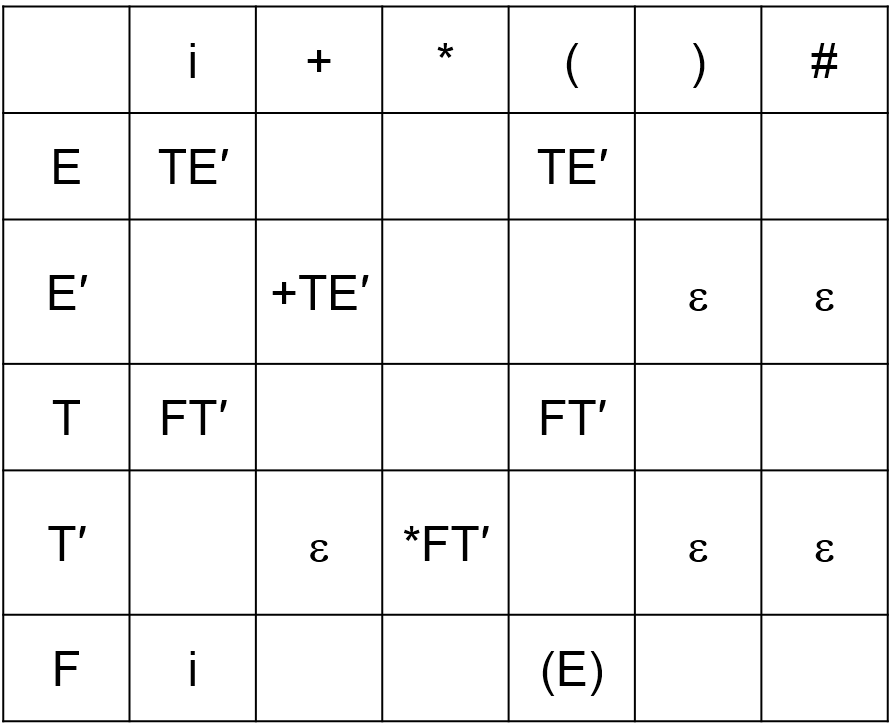 i + * ( ) #
E TE′ TE′
E′ +TE′ ε ε
T FT′ FT′
T′ ε *FT′ ε ε
F i (E)